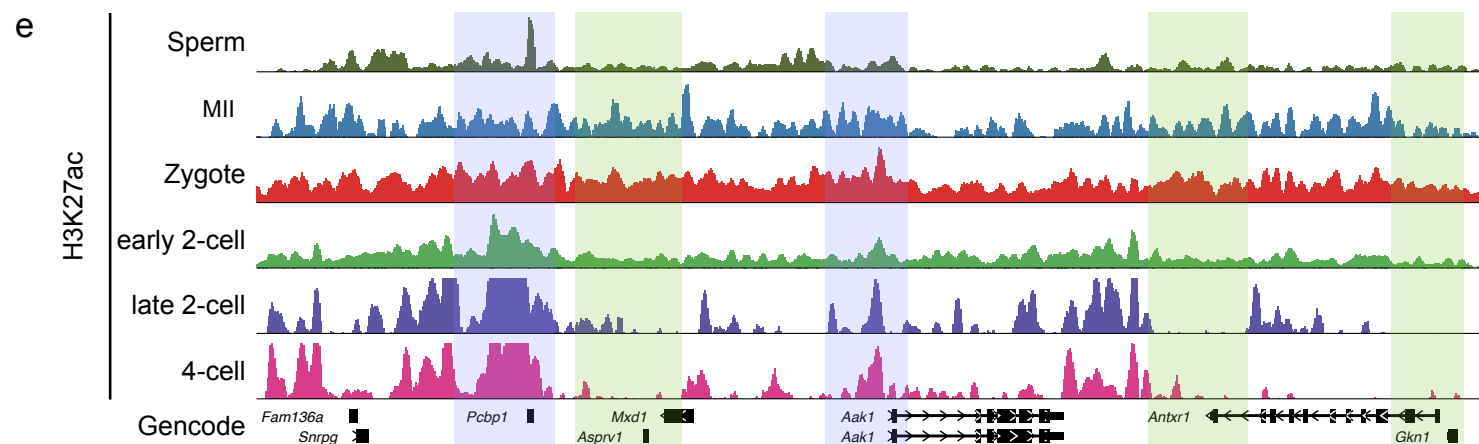 e
H3K27ac
Sperm
MII
Zygote
early 2-cell
late 2-cell
4-cell
Gencode
Fam136a Pcbp1 Mxd1 Aak1 Antxr1
Snrpg Asprv1 Aak1 Gkn1